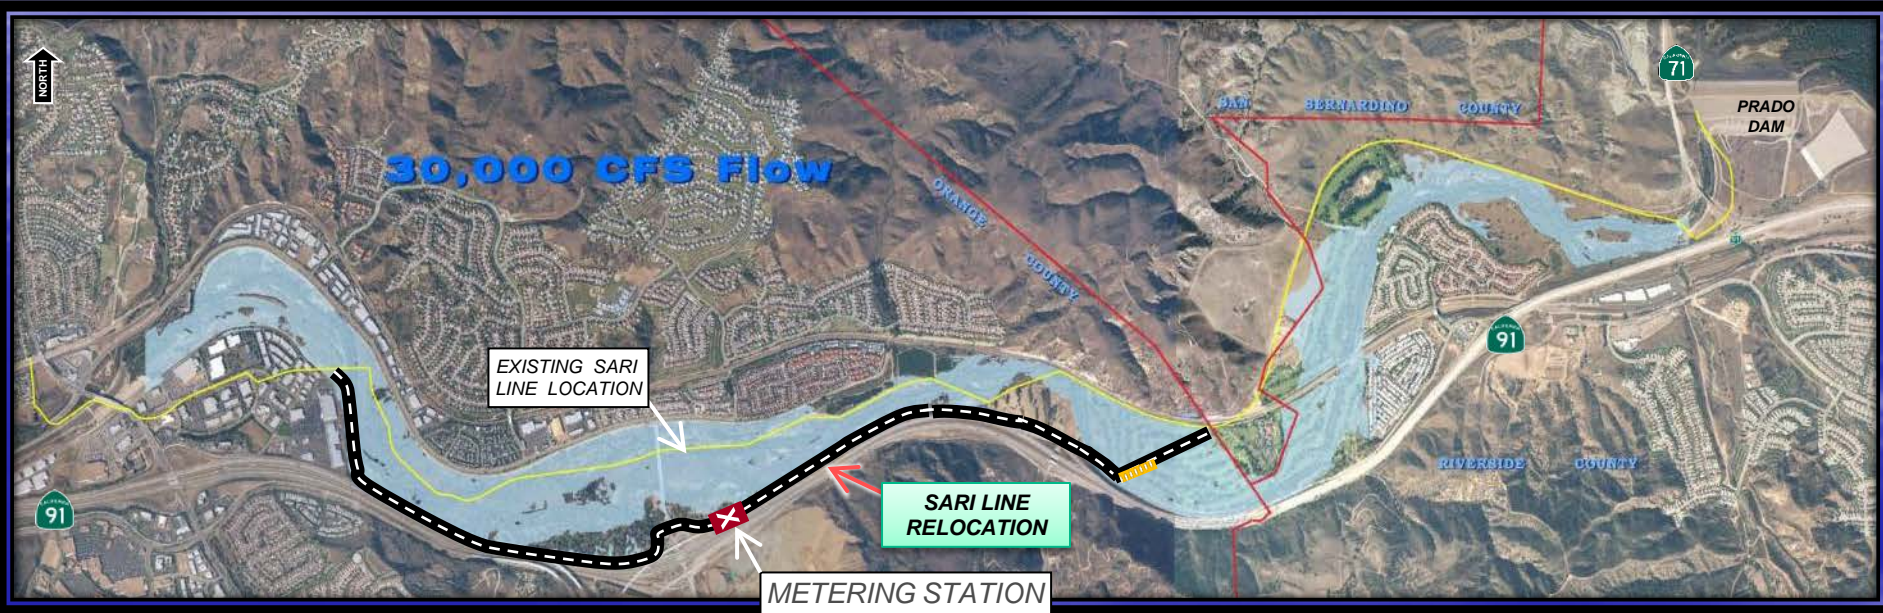 NORTH
30,000 CFS Flow
SAN BERNARDINO COUNTY
71
PRADO
DAM
ORANGE
COUNTY
EXISTING SARI
LINE LOCATION
CALIFORNIA
91
RIVERSIDE COUNTY
91
SARI LINE
RELOCATION
METERING STATION